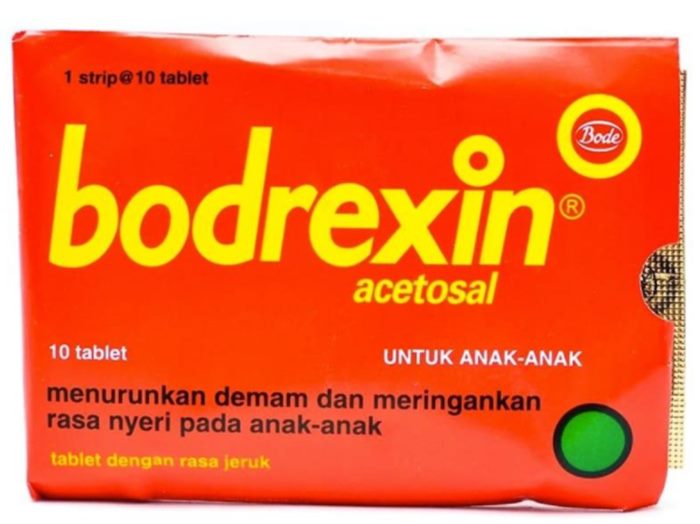 1 strip@10 tablet
Bode
bodrexin®
acetosal
10 tablet
UNTUK ANAK-ANAK
menurunkan demam dan meringankan
rasa nyeri pada anak-anak
tablet dengan rasa jeruk